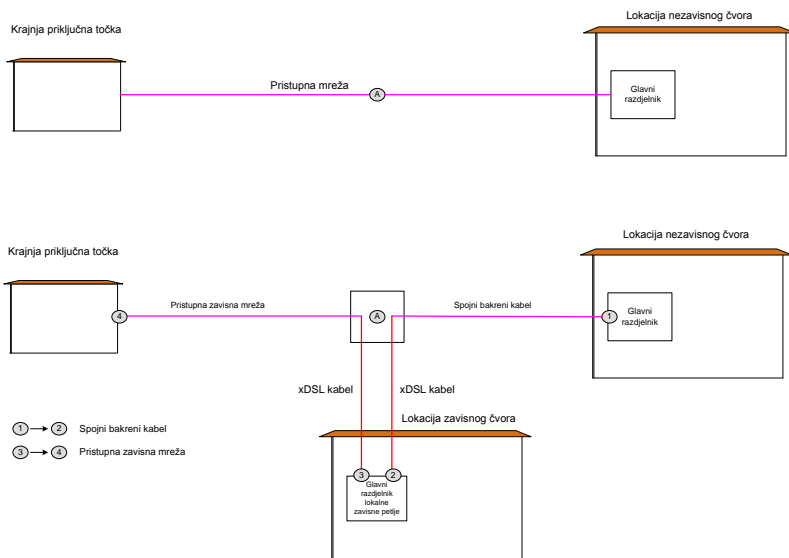 Lokacija nezavisnog čvora
Krajnja priključna točka
Pristupna mreža
A
Glavni
razdjelnik
Lokacija nezavisnog čvora
Krajnja priključna točka
Pristupna zavisna mreža
Spojni bakreni kabel
4
A
1
Glavni
razdjelnik
xDSL kabel
xDSL kabel
Lokacija zavisnog čvora
1 2 Spojni bakreni kabel
3 4 Pristupna zavisna mreža
3
2
Glavni
razdjelnik
lokalne
zavisne petlje